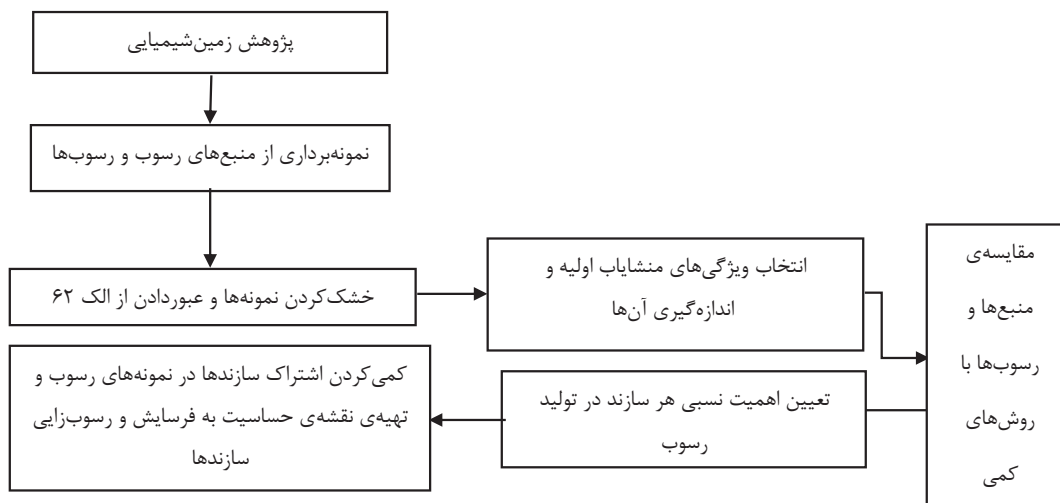 پژوهش زمین‌شیمیایی
نمونه‌برداری از منبع‌های رسوب و رسوب‌ها
خشک‌کردن نمونه‌ها و عبوردادن از الک ۶۲
انتخاب ویژگی‌های منشایاب اولیه و
اندازه‌گیری آن‌ها
مقایسه‌ی
منبع‌ها و
رسوب‌ها با
روش‌های
کمی
تعیین اهمیت نسبی هر سازند در تولید
رسوب
کمی‌کردن اشتراک سازندها در نمونه‌های رسوب و
تهیه‌ی نقشه‌ی حساسیت به فرسایش و رسوب‌زایی
سازندها